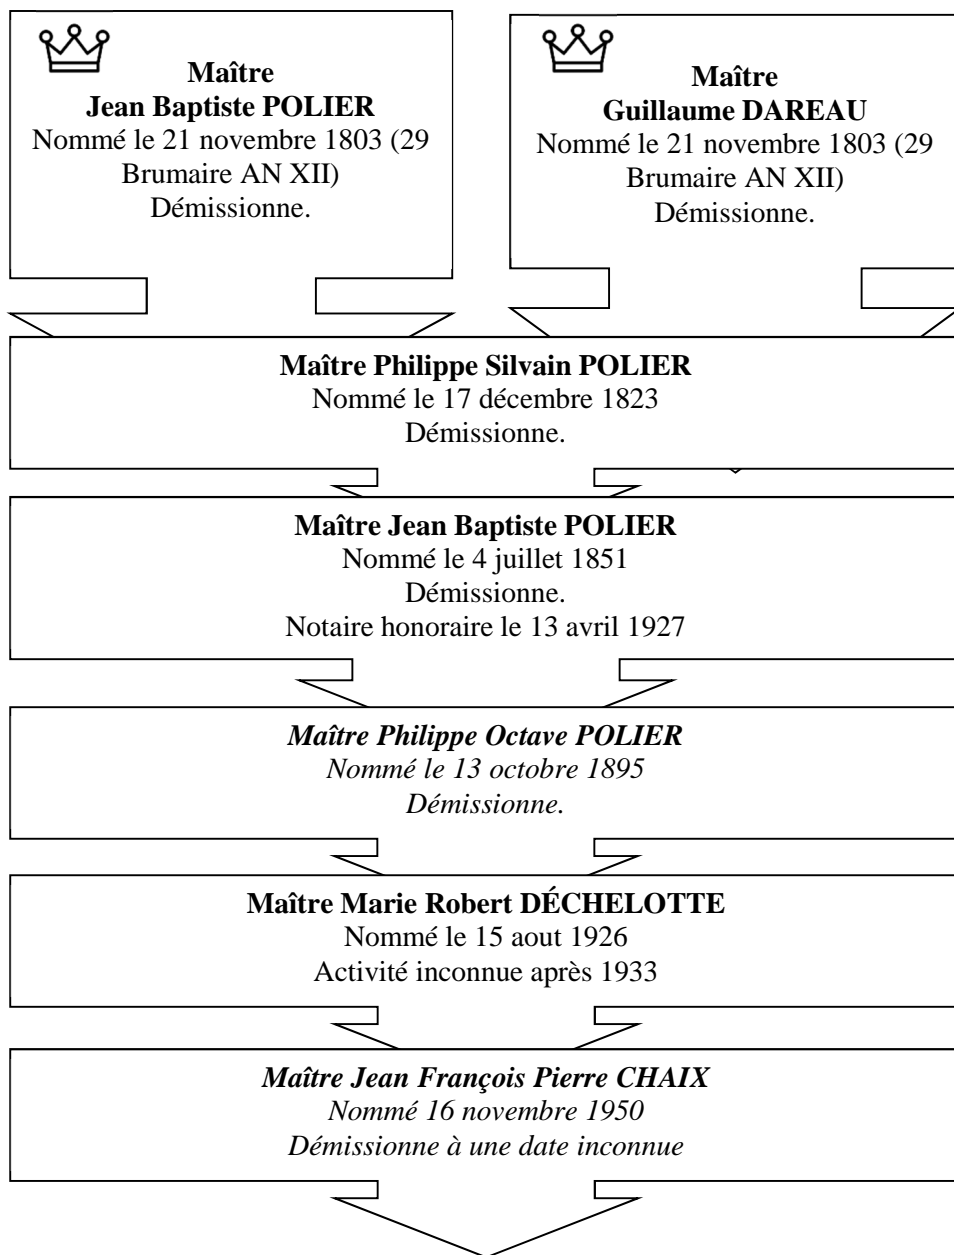 Maître
Jean Baptiste POLIER
Nommé le 21 novembre 1803 (29
Brumaire AN XII)
Démissionne.
Maître
Guillaume DAREAU
Nommé le 21 novembre 1803 (29
Brumaire AN XII)
Démissionne.
Maître Philippe Silvain POLIER
Nommé le 17 décembre 1823
Démissionne.
Maître Jean Baptiste POLIER
Nommé le 4 juillet 1851
Démissionne.
Notaire honoraire le 13 avril 1927
Maître Philippe Octave POLIER
Nommé le 13 octobre 1895
Démissionne.
Maître Marie Robert DÉCHELOTTE
Nommé le 15 aout 1926
Activité inconnue après 1933
Maître Jean François Pierre CHAIX
Nommé 16 novembre 1950
Démissionne à une date inconnue